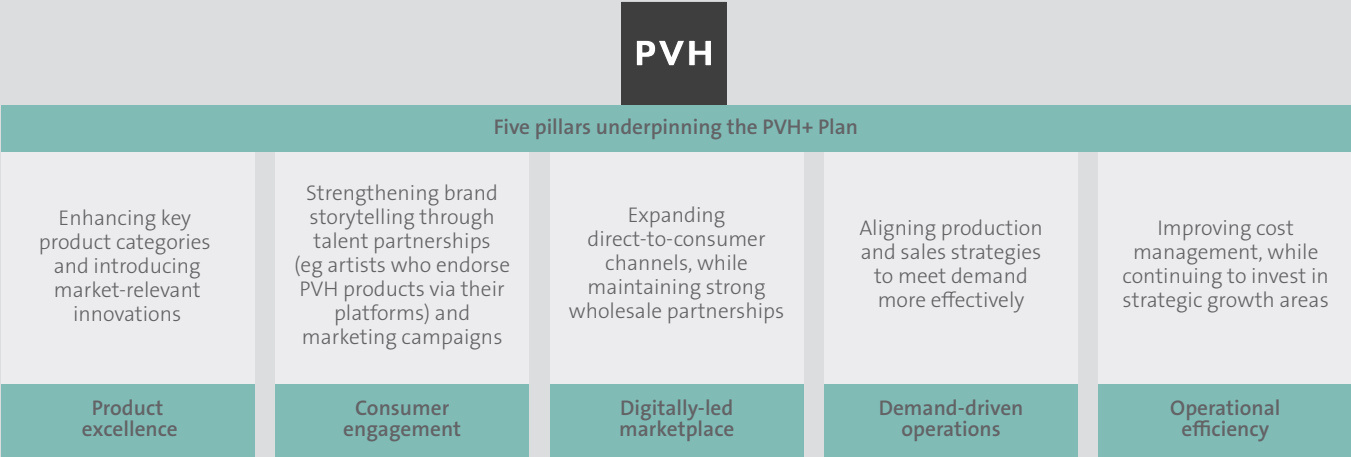 PVH
Five pillars underpinning the PVH+ Plan
Enhancing key
product categories
and introducing
market-relevant
innovations
Product
excellence
Strengthening brand
storytelling through
talent partnerships
(eg artists who endorse
PVH products via their
platforms) and
marketing campaigns
Consumer
engagement
Expanding
direct-to-consumer
channels, while
maintaining strong
wholesale partnerships
Digitally-led
marketplace
Aligning production
and sales strategies
to meet demand
more effectively
Demand-driven
operations
Improving cost
management, while
continuing to invest in
strategic growth areas
Operational
efficiency